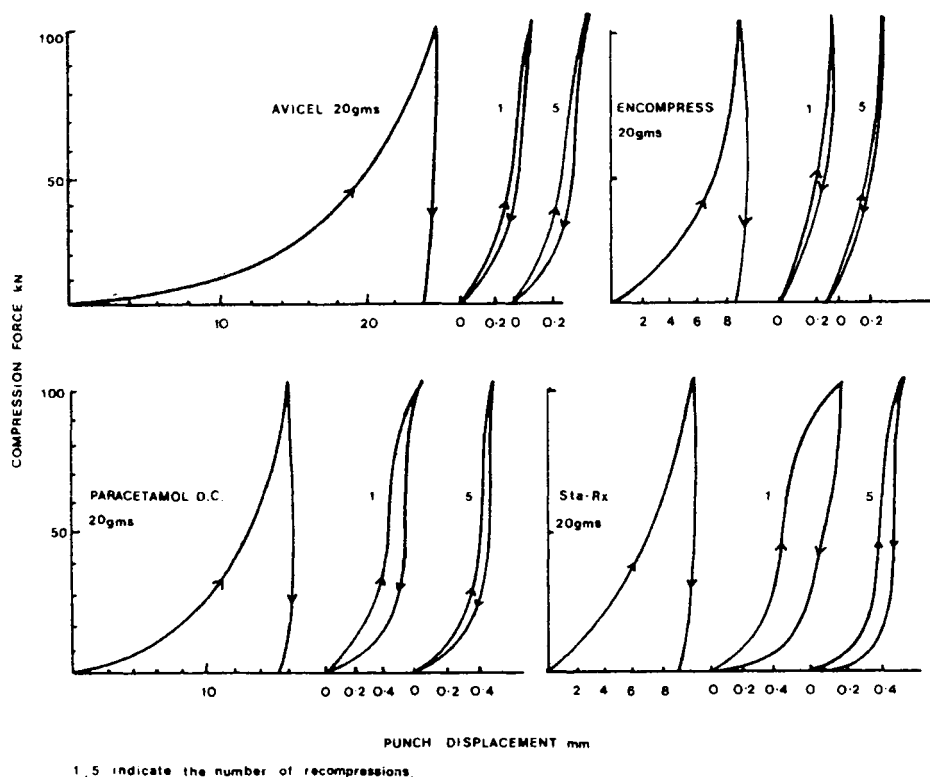 100
50
AVICEL 20gms
1
5
10
20
0
0·2
0
0·2
ENCOMPRESS
20gms
1
5
2 4 6 8
0
0·2
0
0·2
COMPRESSION FORCE kN
100
50
PARACETAMOL D.C.
20gms
1
5
10
0 0·2 0·4
0 0·2 0·4
Sta-Rx
20gms
1
5
2 4 6 8
0 0·2 0·4
0 0·2 0·4
PUNCH DISPLACEMENT mm
1, 5 indicate the number of recompressions.